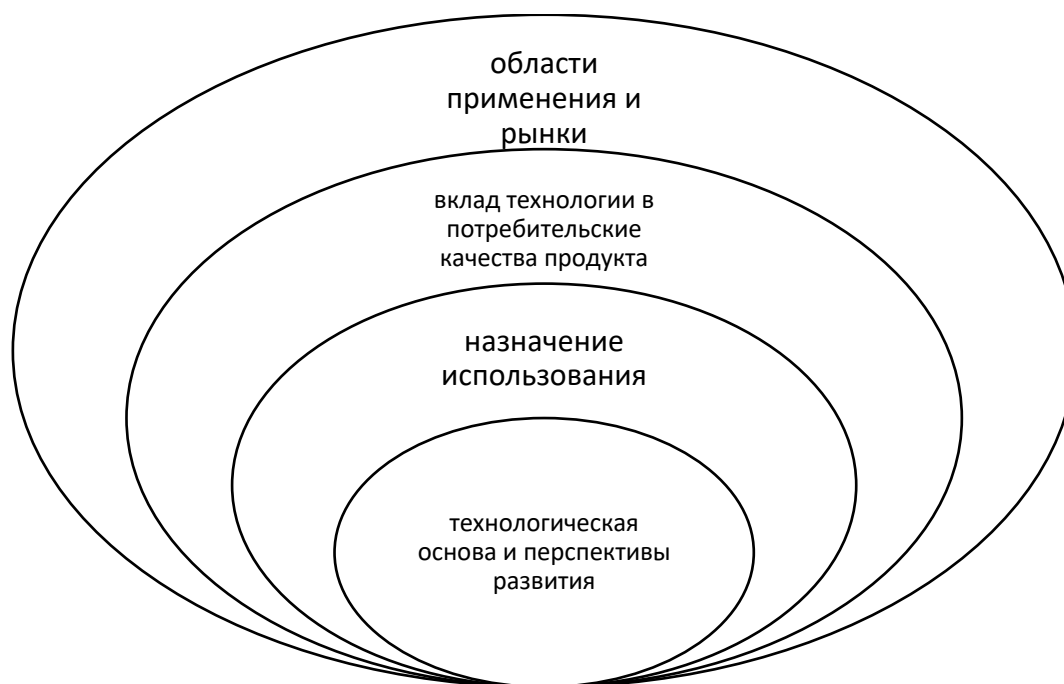 области
применения и
рынки
вклад технологии в
потребительские
качества продукта
назначение
использования
технологическая
основа и перспективы
развития